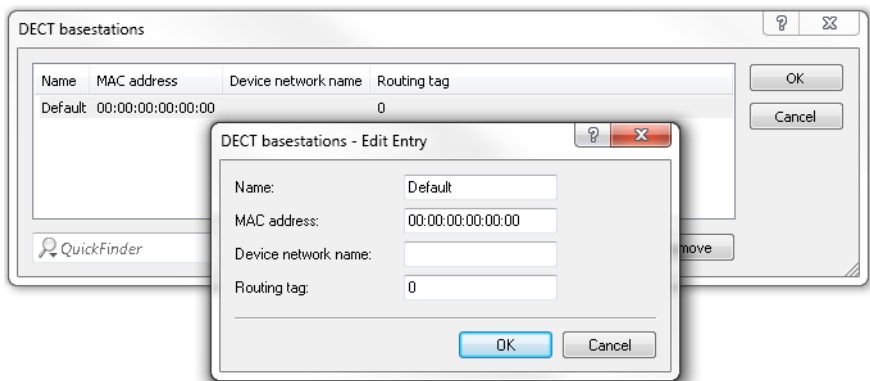 DECT basestations
Name MAC address Device network name Routing tag
Default 00:00:00:00:00:00 0
OK
Cancel
QuickFinder
DECT basestations - Edit Entry
Name: Default
MAC address: 00:00:00:00:00:00
Device network name:
Routing tag: 0
OK Cancel